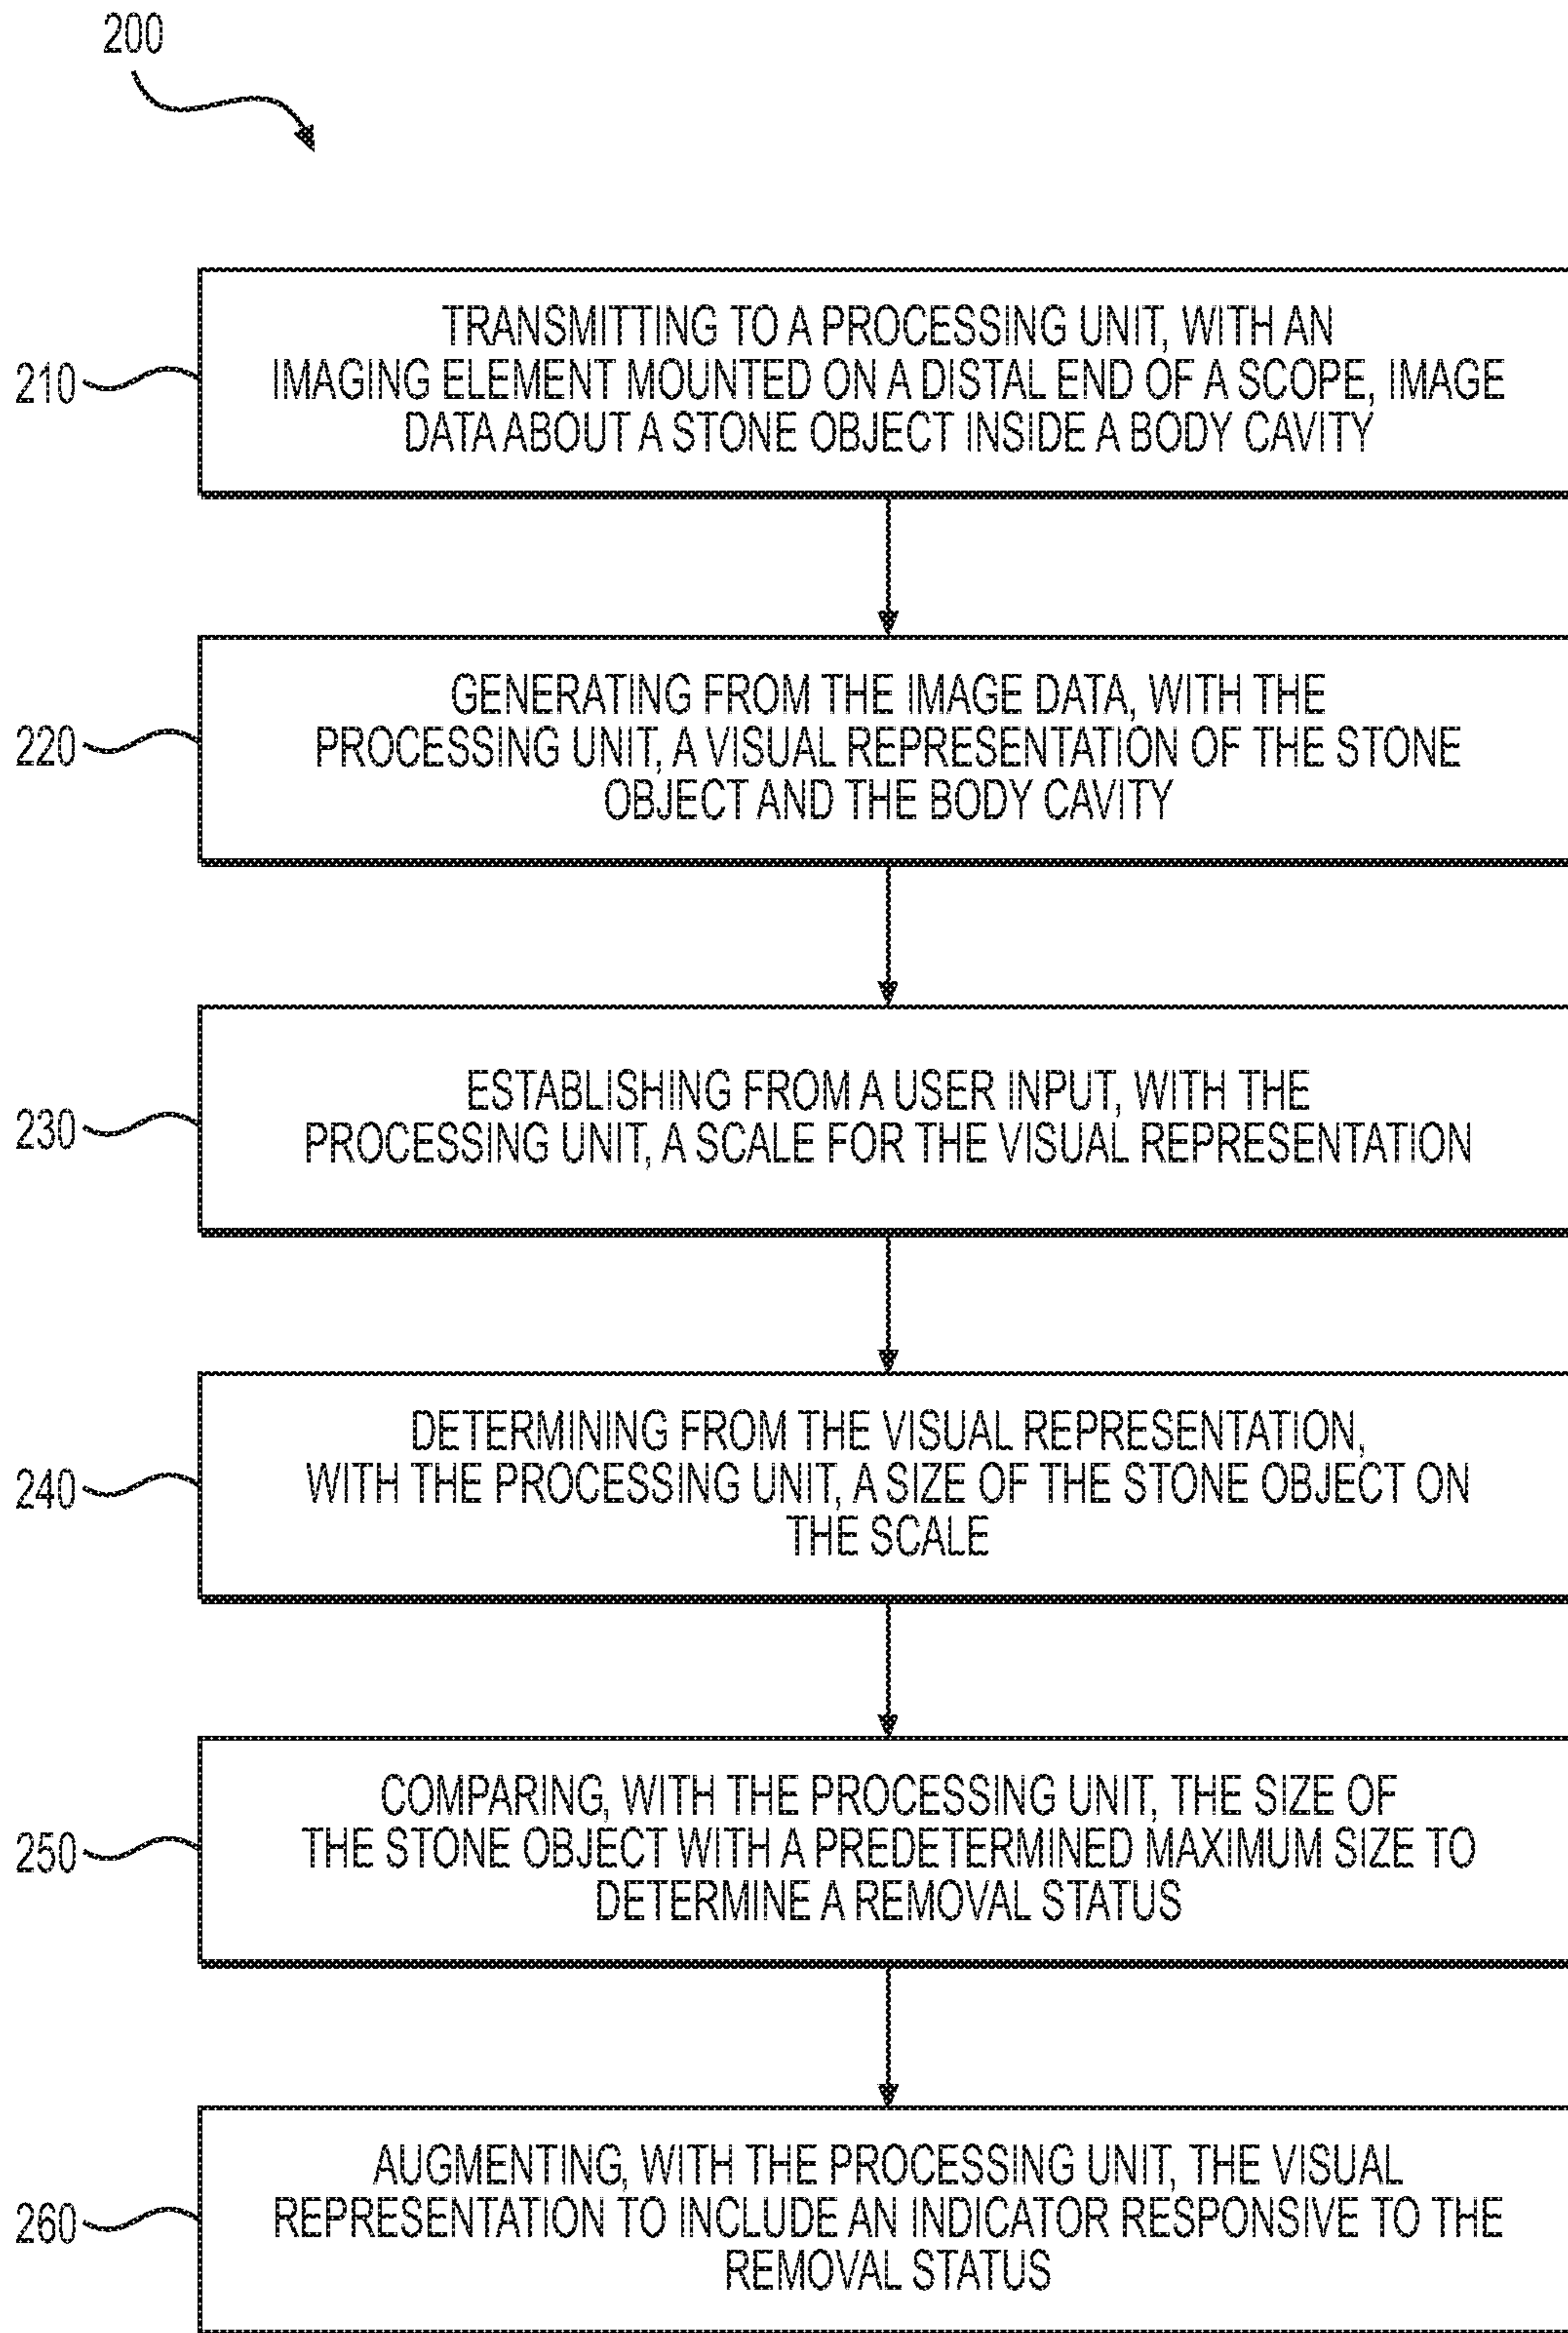 200
210
TRANSMITTING TO A PROCESSING UNIT, WITH AN
IMAGING ELEMENT MOUNTED ON A DISTAL END OF A SCOPE, IMAGE
DATA ABOUT A STONE OBJECT INSIDE A BODY CAVITY
220
GENERATING FROM THE IMAGE DATA, WITH THE
PROCESSING UNIT, A VISUAL REPRESENTATION OF THE STONE
OBJECT AND THE BODY CAVITY
230
ESTABLISHING FROM A USER INPUT, WITH THE
PROCESSING UNIT, A SCALE FOR THE VISUAL REPRESENTATION
240
DETERMINING FROM THE VISUAL REPRESENTATION,
WITH THE PROCESSING UNIT, A SIZE OF THE STONE OBJECT ON
THE SCALE
250
COMPARING, WITH THE PROCESSING UNIT, THE SIZE OF
THE STONE OBJECT WITH A PREDETERMINED MAXIMUM SIZE TO
DETERMINE A REMOVAL STATUS
260
AUGMENTING, WITH THE PROCESSING UNIT, THE VISUAL
REPRESENTATION TO INCLUDE AN INDICATOR RESPONSIVE TO THE
REMOVAL STATUS